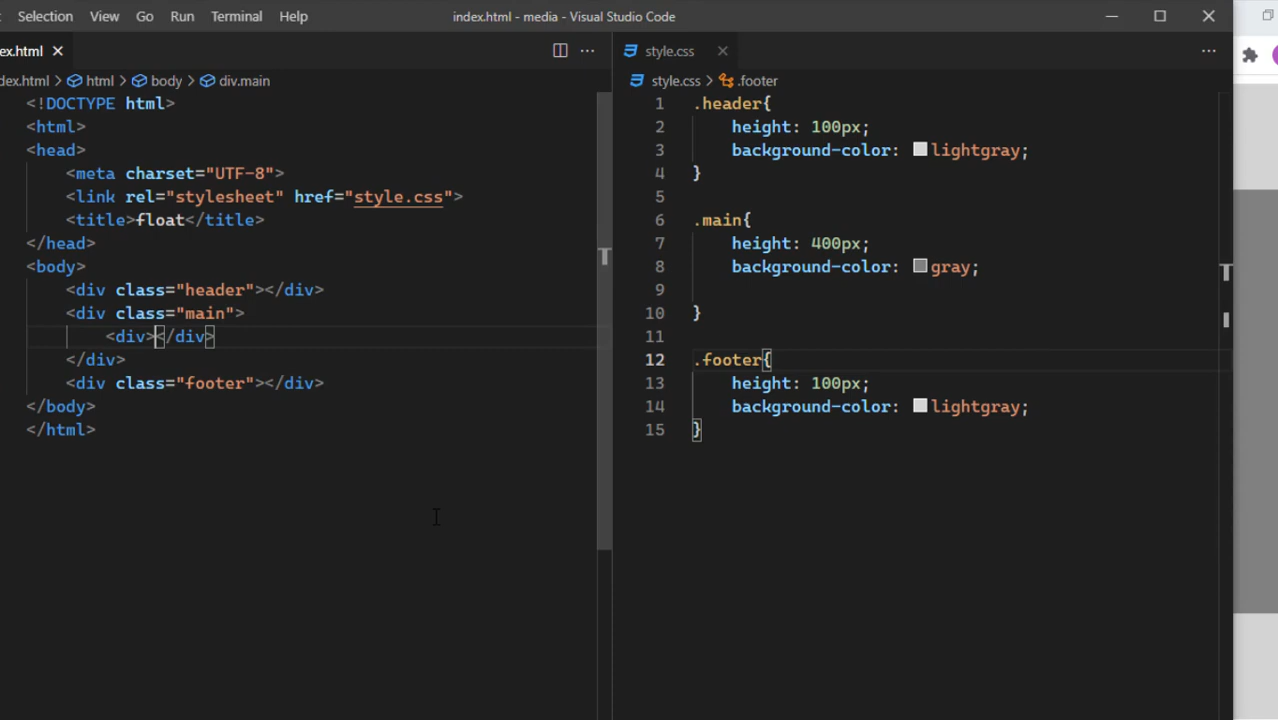 Selection View Go Run Terminal Help
index.html - media - Visual Studio Code
ex.html
dex.html > html > body > div.main
<!DOCTYPE html>
<html>
<head>
<meta charset="UTF-8">
<link rel="stylesheet" href="style.css">
<title>float</title>
</head>
<body>
<div class="header"></div>
<div class="main">
<div></div>
</div>
<div class="footer"></div>
</body>
</html>
style.css
style.css > .footer
1 .header{
2 height: 100px;
3 background-color: lightgray;
4 }
5
6 .main{
7 height: 400px;
8 background-color: gray;
9
10 }
11
12 .footer{
13 height: 100px;
14 background-color: lightgray;
15 }